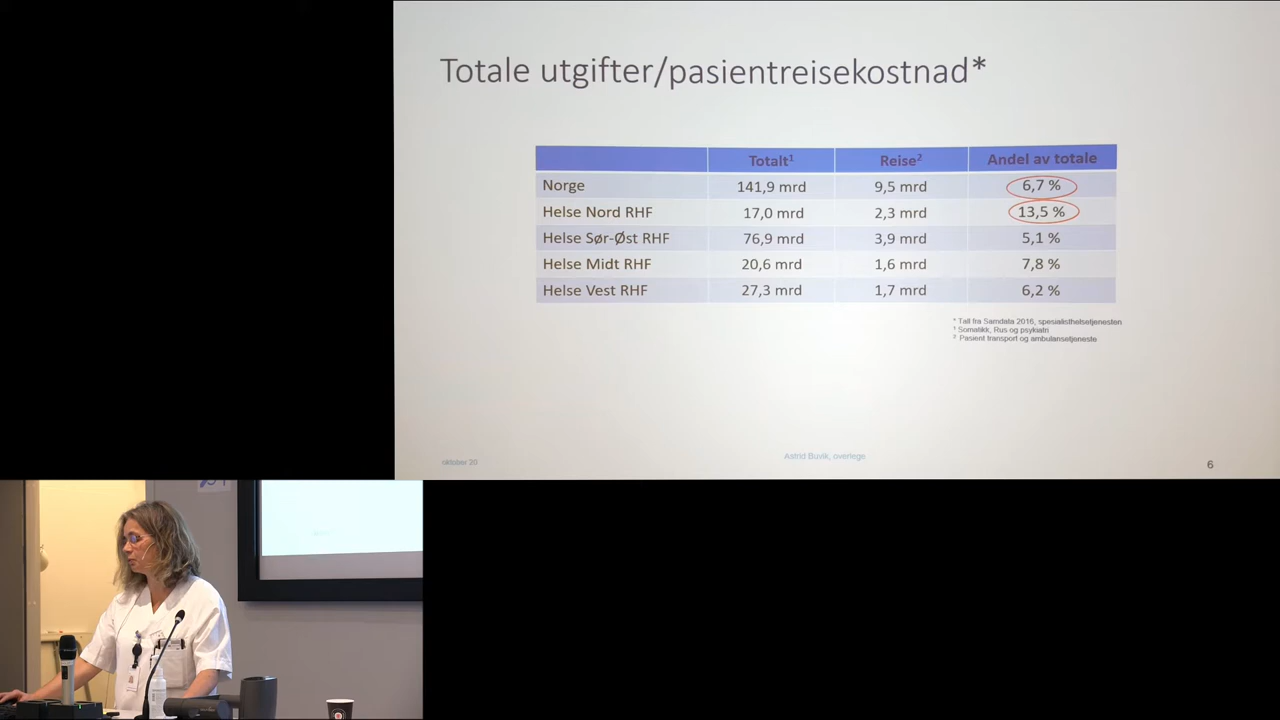 Totale utgifter/pasientreisekostnad*
Totalt¹ Reise² Andel av totale
Norge 141,9 mrd 9,5 mrd 6,7 %
Helse Nord RHF 17,0 mrd 2,3 mrd 13,5 %
Helse Sør-Øst RHF 76,9 mrd 3,9 mrd 5,1 %
Helse Midt RHF 20,6 mrd 1,6 mrd 7,8 %
Helse Vest RHF 27,3 mrd 1,7 mrd 6,2 %
* Tall fra Samdata 2016, spesialisthelsetjenesten
¹ Somatikk, Rus og psykiatri
² Pasient transport og ambulansetjeneste
oktober 20 Astrid Buvik, overlege 6